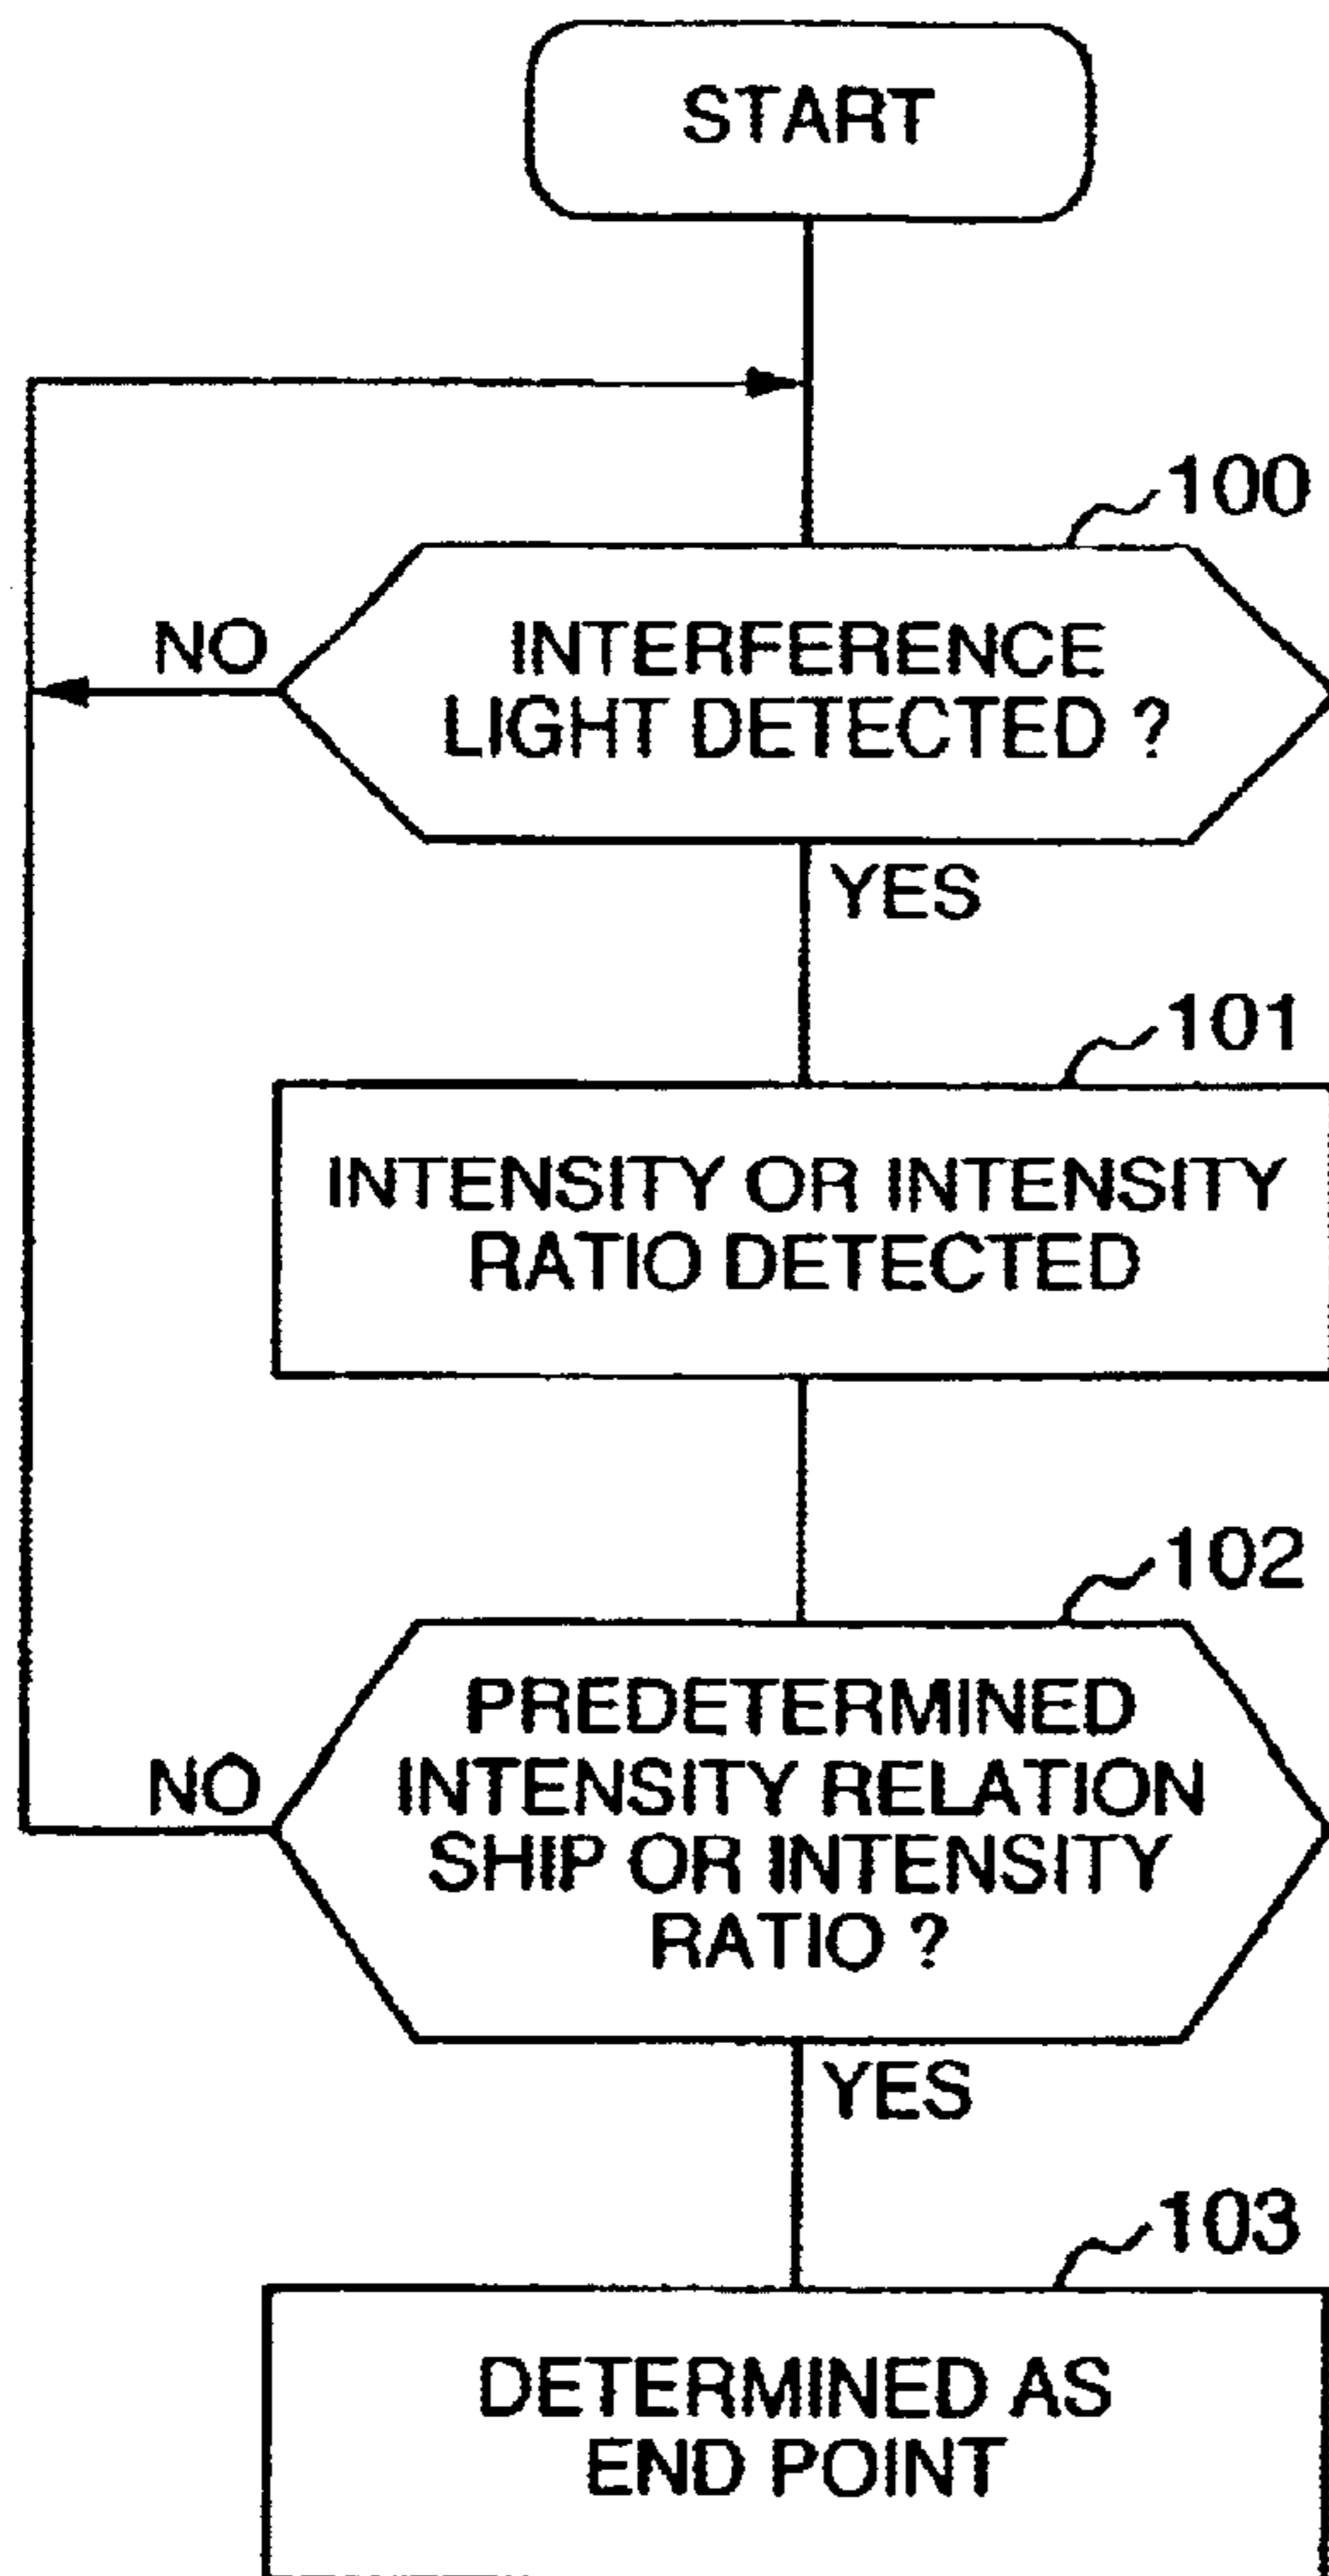 START
100
NO
INTERFERENCE
LIGHT DETECTED ?
YES
101
INTENSITY OR INTENSITY
RATIO DETECTED
102
PREDETERMINED
INTENSITY RELATION
SHIP OR INTENSITY
RATIO ?
NO
YES
103
DETERMINED AS
END POINT